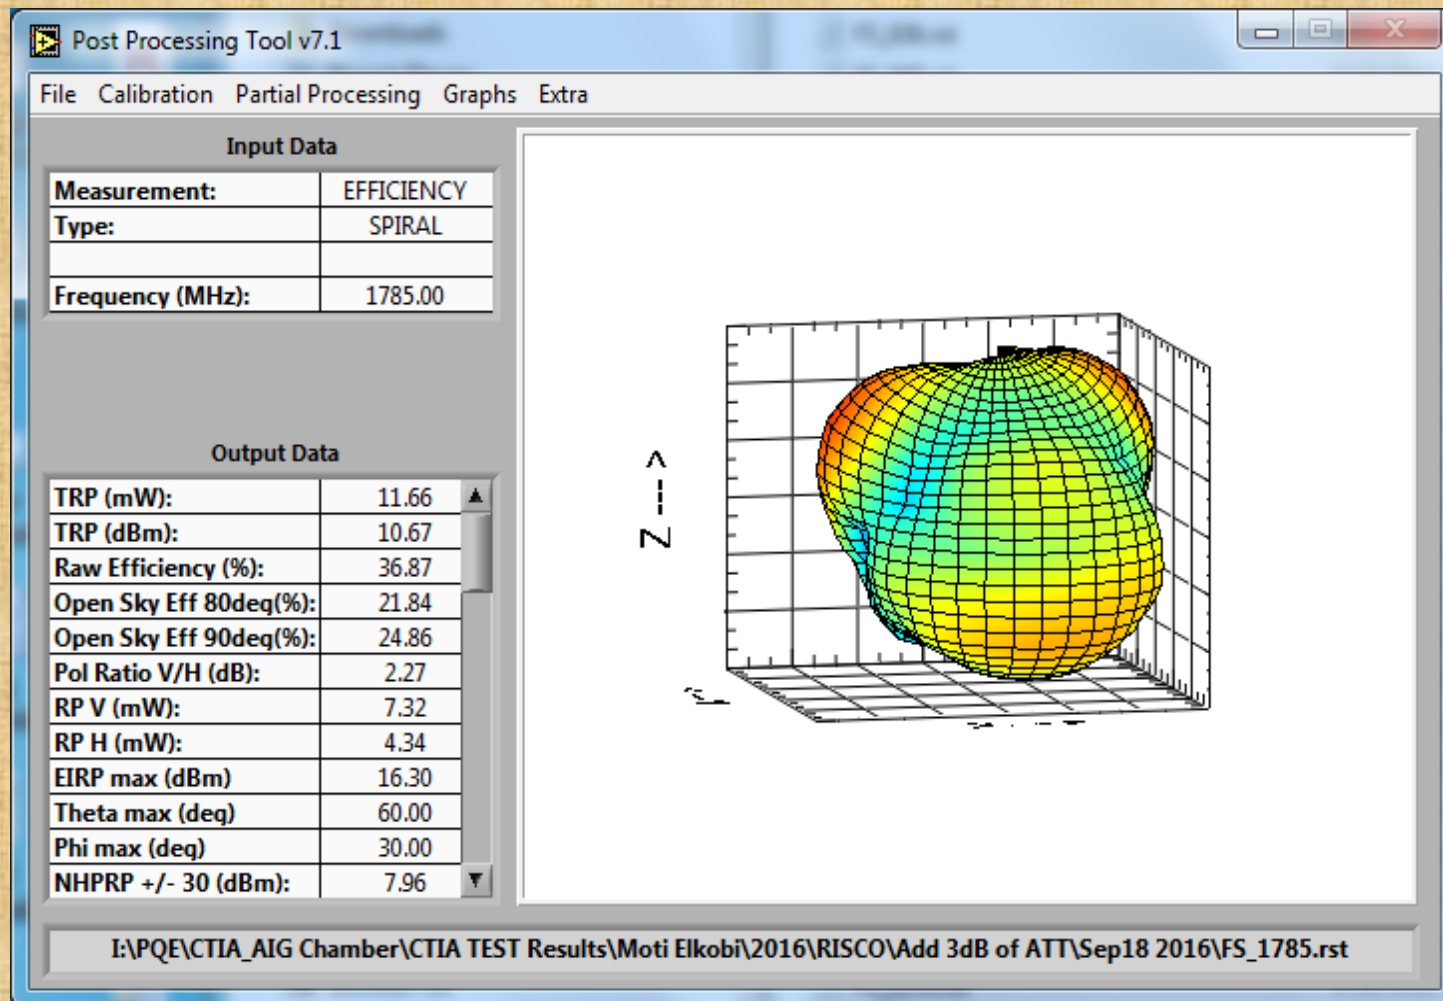 Post Processing Tool v7.1
File Calibration Partial Processing Graphs Extra
Input Data
Measurement: EFFICIENCY
Type: SPIRAL
Frequency (MHz): 1785.00
Output Data
TRP (mW): 11.66
TRP (dBm): 10.67
Raw Efficiency (%): 36.87
Open Sky Eff 80deg(%): 21.84
Open Sky Eff 90deg(%): 24.86
Pol Ratio V/H (dB): 2.27
RP V (mW): 7.32
RP H (mW): 4.34
EIRP max (dBm) 16.30
Theta max (deg) 60.00
Phi max (deg) 30.00
NHPRP +/- 30 (dBm): 7.96
Z --->
I:\PQE\CTIA_AIG Chamber\CTIA TEST Results\Moti Elkobi\2016\RISCO\Add 3dB of ATT\Sep18 2016\FS_1785.rst